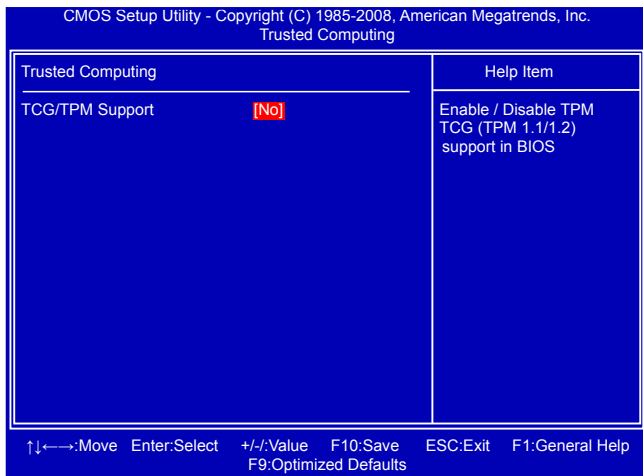 CMOS Setup Utility - Copyright (C) 1985-2008, American Megatrends, Inc.
Trusted Computing
Trusted Computing
Help Item
TCG/TPM Support [No]
Enable / Disable TPM
TCG (TPM 1.1/1.2)
support in BIOS
↑↓←→:Move Enter:Select +/-/:Value F10:Save ESC:Exit F1:General Help
F9:Optimized Defaults